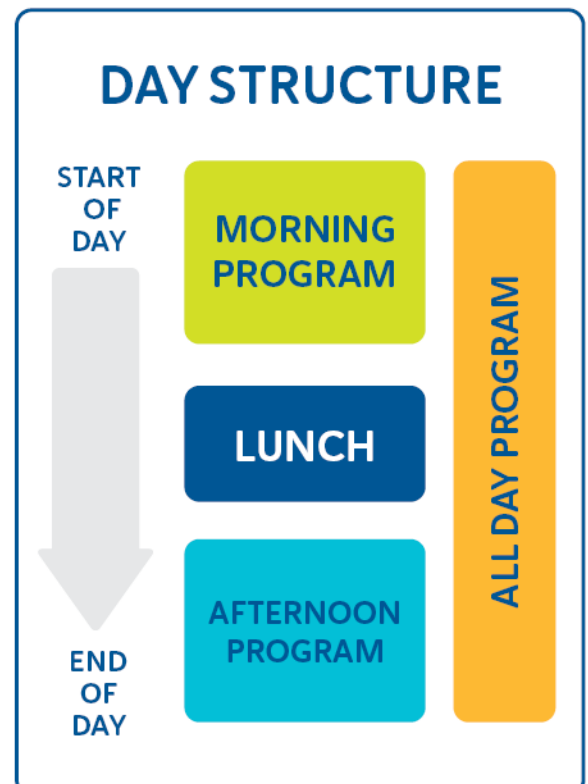 DAY STRUCTURE
START
OF
DAY
MORNING
PROGRAM
LUNCH
AFTERNOON
PROGRAM
END
OF
DAY
ALL DAY PROGRAM